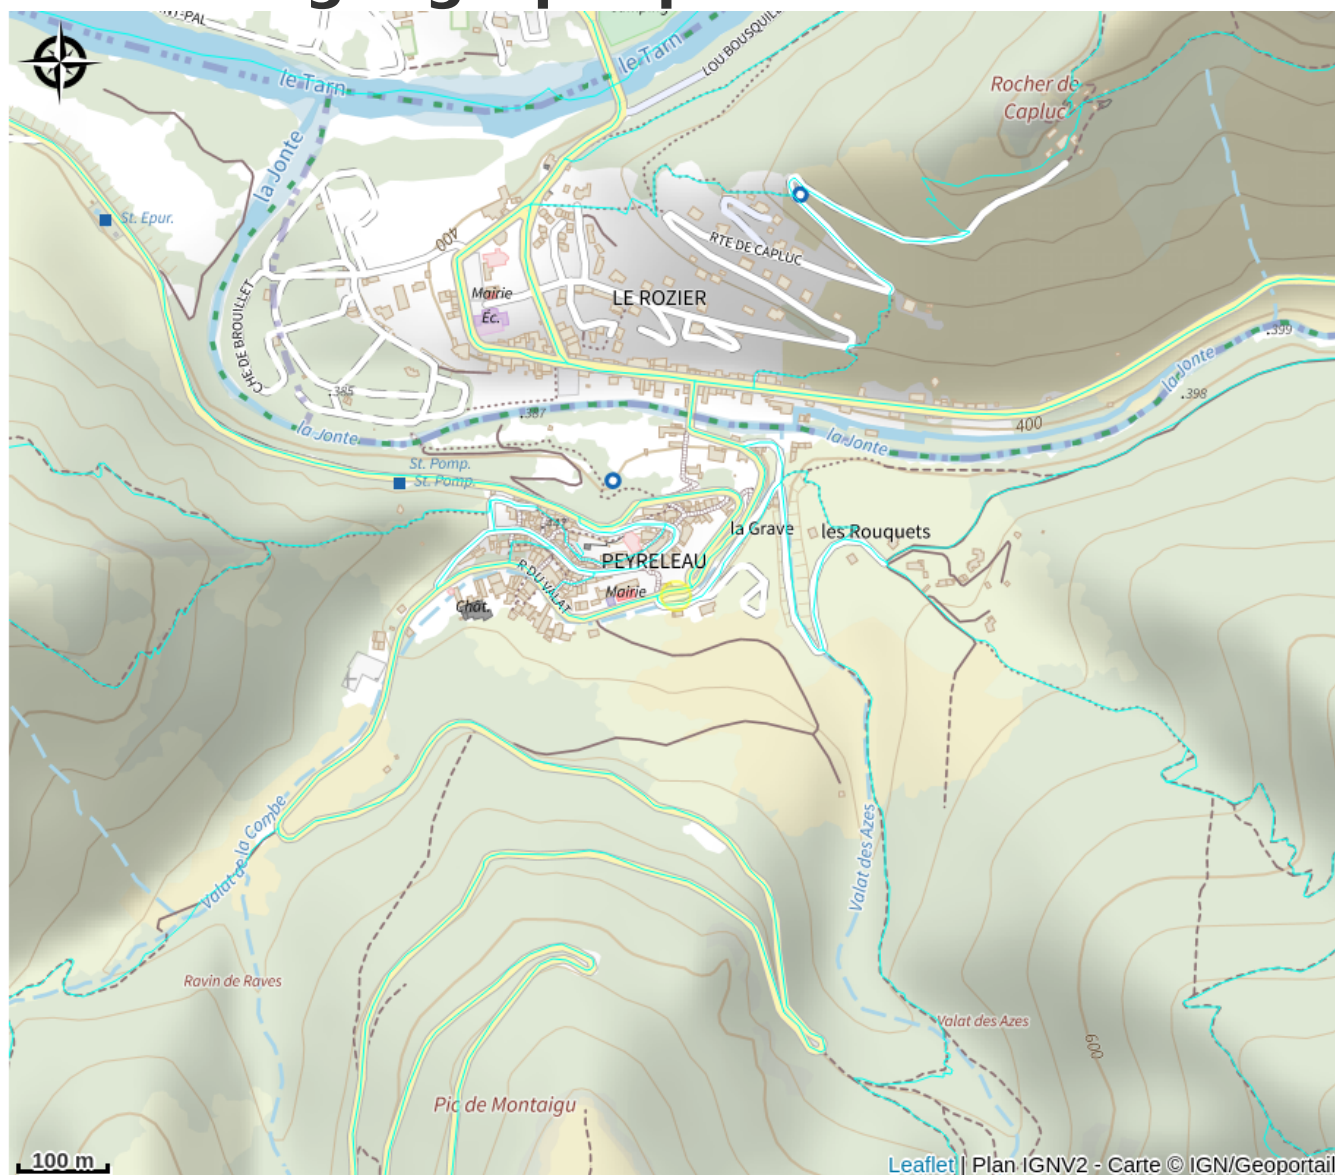 le Tarn
le Tarn
LOU BOUSQUILL
Rocher de
Capluc
la Jonte
St. Epur.
400
RTE DE CAPLUC
Mairie
LE ROZIER
Éc.
CHE DE BROUILLET
.399
la Jonte
.385
.398
.387
400
la Jonte
la Jonte
St. Pomp.
St. Pomp.
.447
la Grave
les Rouquets
PEYRELEAU
R DU VALAT
Mairie
Chât.
Valat de la Combe
Valat des Azes
Ravin de Raves
Valat des Azes
600
Pic de Montaigu
100 m
Leaflet | Plan IGNV2 - Carte © IGN/Geoportail